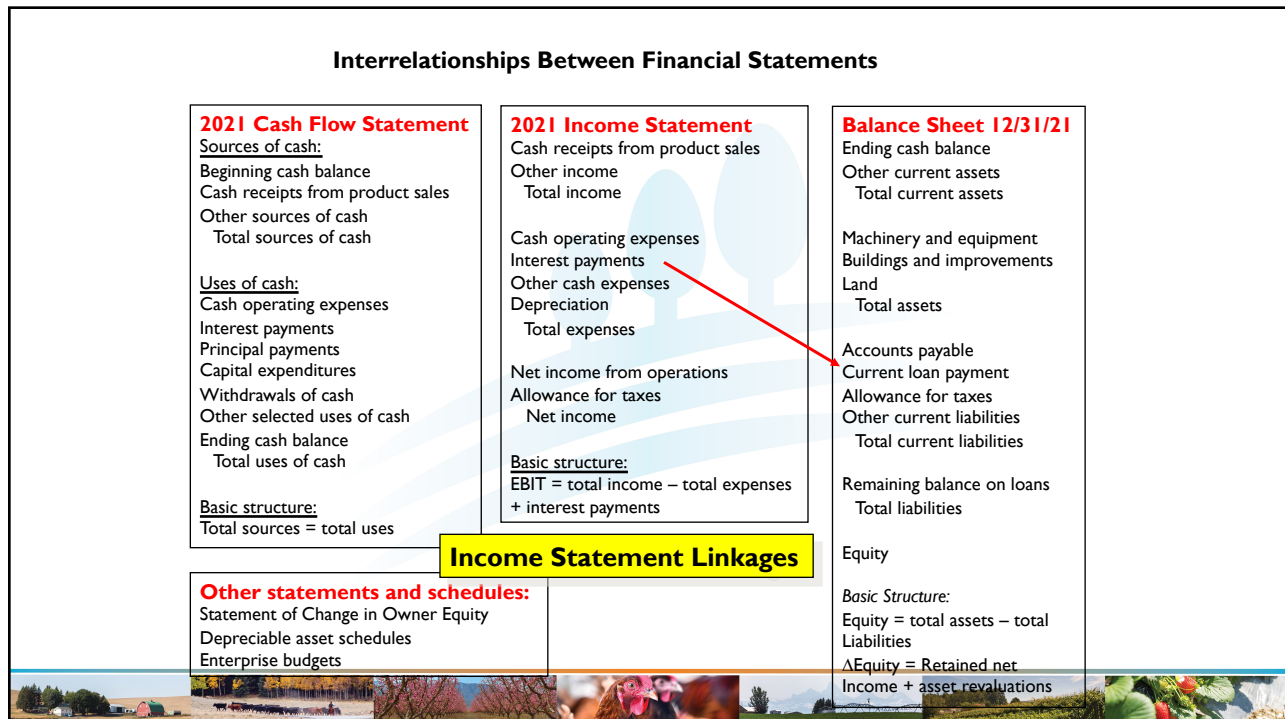 Interrelationships Between Financial Statements
2021 Cash Flow Statement
Sources of cash:
Beginning cash balance
Cash receipts from product sales
Other sources of cash
Total sources of cash
Uses of cash:
Cash operating expenses
Interest payments
Principal payments
Capital expenditures
Withdrawals of cash
Other selected uses of cash
Ending cash balance
Total uses of cash
Basic structure:
Total sources = total uses
2021 Income Statement
Cash receipts from product sales
Other income
Total income
Cash operating expenses
Interest payments
Other cash expenses
Depreciation
Total expenses
Net income from operations
Allowance for taxes
Net income
Basic structure:
EBIT = total income – total expenses
+ interest payments
Balance Sheet 12/31/21
Ending cash balance
Other current assets
Total current assets
Machinery and equipment
Buildings and improvements
Land
Total assets
Accounts payable
Current loan payment
Allowance for taxes
Other current liabilities
Total current liabilities
Remaining balance on loans
Total liabilities
Equity
Basic Structure:
Equity = total assets – total
Liabilities
∆Equity = Retained net
Income + asset revaluations
Income Statement Linkages
Other statements and schedules:
Statement of Change in Owner Equity
Depreciable asset schedules
Enterprise budgets